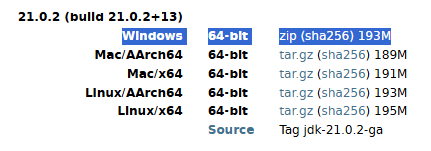 21.0.2 (build 21.0.2+13)
Windows 64-bit zip (sha256) 193M
Mac/AArch64 64-bit tar.gz (sha256) 189M
Mac/x64 64-bit tar.gz (sha256) 191M
Linux/AArch64 64-bit tar.gz (sha256) 193M
Linux/x64 64-bit tar.gz (sha256) 195M
Source Tag jdk-21.0.2-ga